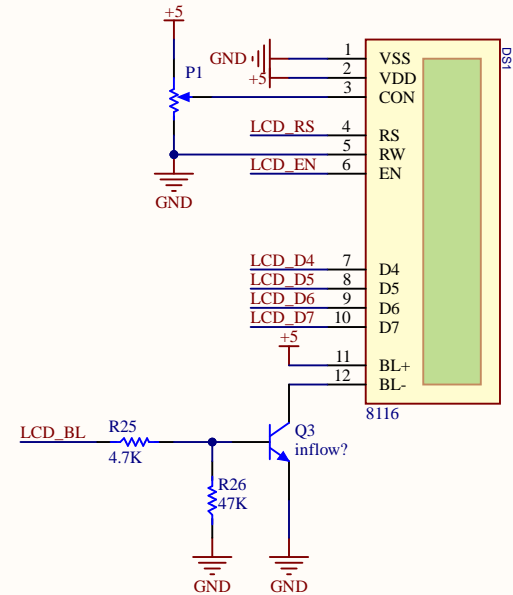 +5
P1
GND
+5
1 VSS
2 VDD
3 CON
LCD_RS 4 RS
5 RW
LCD_EN 6 EN
GND
DS1
LCD_D4 7 D4
LCD_D5 8 D5
LCD_D6 9 D6
LCD_D7 10 D7
+5
11 BL+
12 BL-
8116
LCD_BL
R25
4.7K
Q3
inflow?
R26
47K
GND
GND